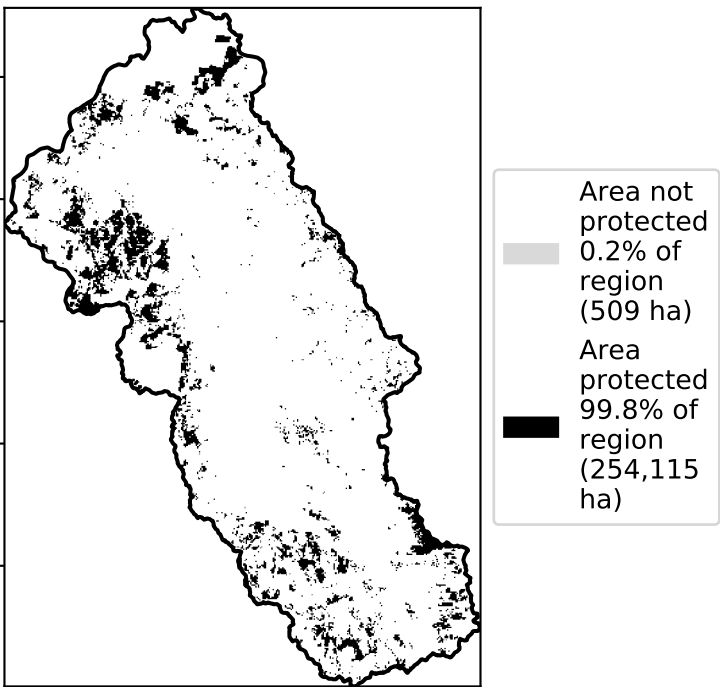 Area not
protected
0.2% of
region
(509 ha)
Area
protected
99.8% of
region
(254,115
ha)